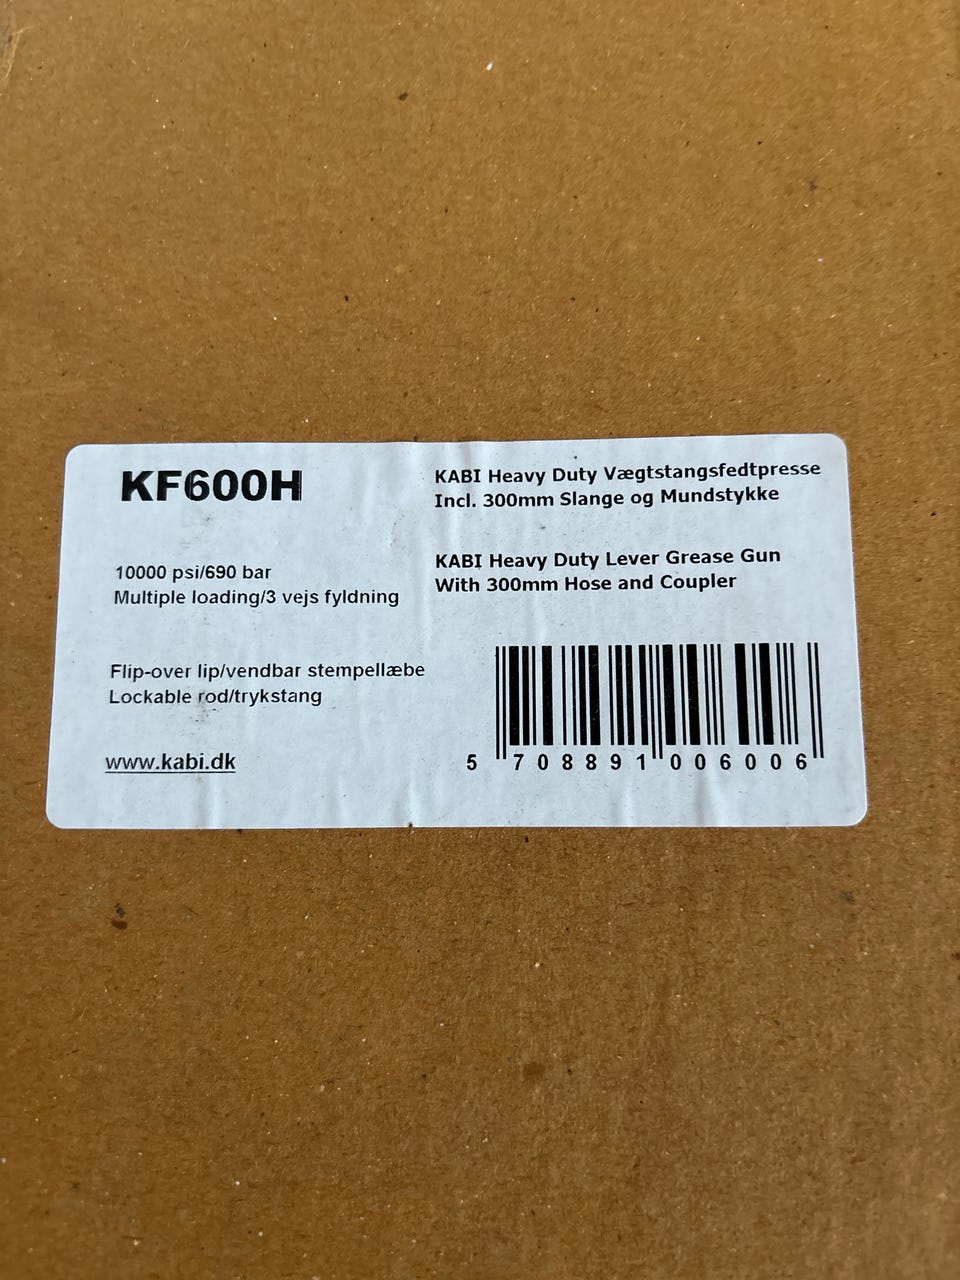 KF600H
10000 psi/690 bar
Multiple loading/3 vejs fyldning
Flip-over lip/vendbar stempellæbe
Lockable rod/trykstang
www.kabi.dk
KABI Heavy Duty Vægtstangsfedtpresse
Incl. 300mm Slange og Mundstykke
KABI Heavy Duty Lever Grease Gun
With 300mm Hose and Coupler
5 708891 006006